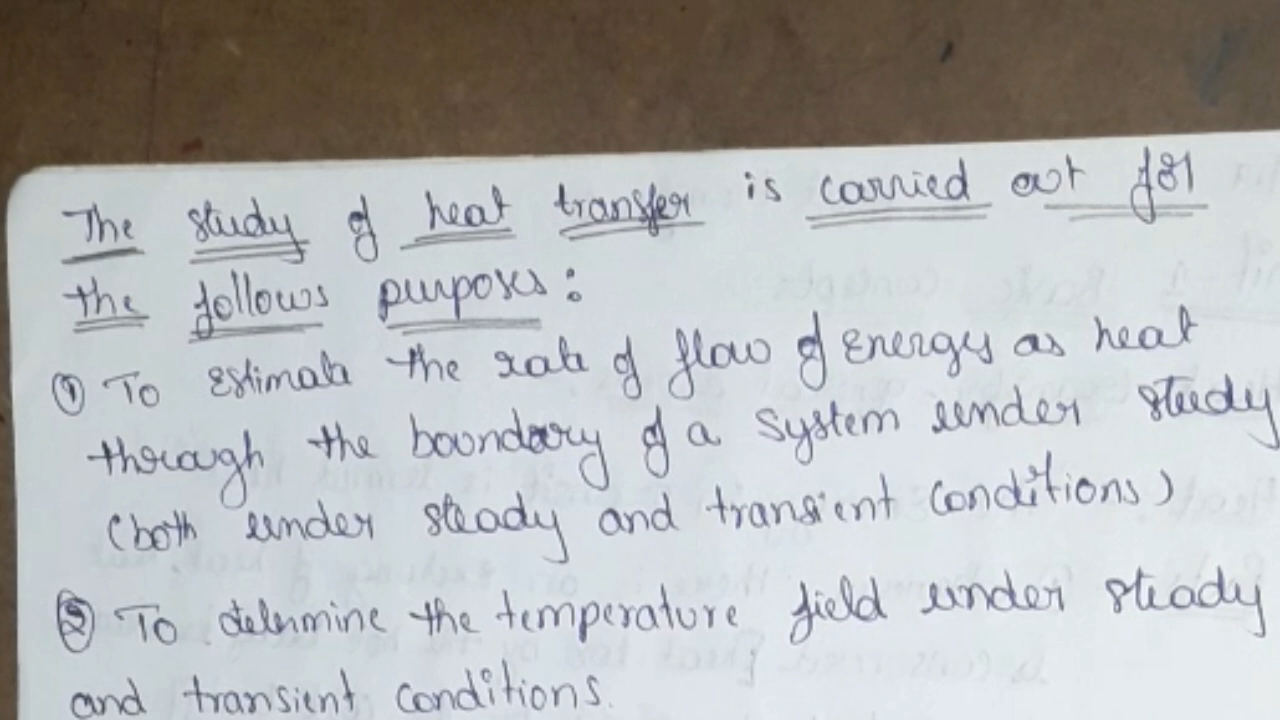 The study of heat transfer is carried out for
the follows purposes:
① To Estimate the rate of flow of Energy as heat
through the boundary of a system under study
(both under steady and transient conditions)
② To determine the temperature field under steady
and transient conditions.